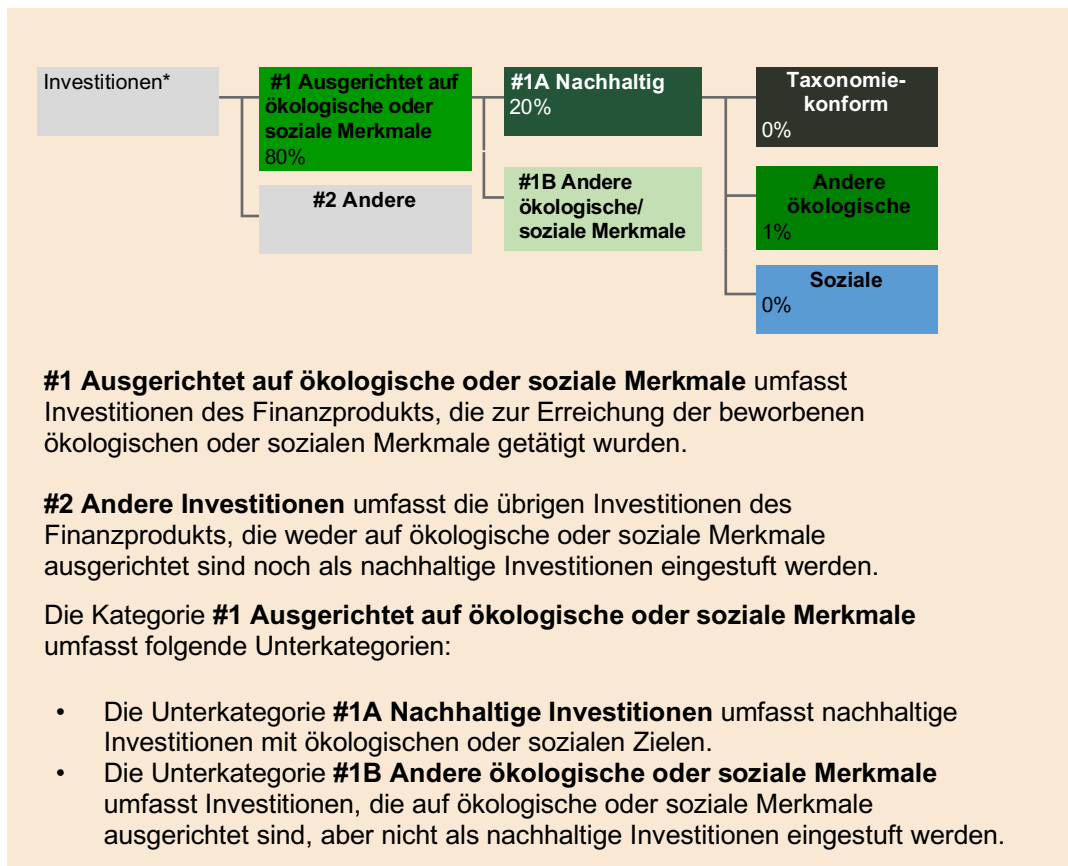 Investitionen*
#1 Ausgerichtet auf
ökologische oder
soziale Merkmale
80%
#2 Andere
#1A Nachhaltig
20%
#1B Andere
ökologische/
soziale Merkmale
Taxonomie-
konform
0%
Andere
ökologische
1%
Soziale
0%
#1 Ausgerichtet auf ökologische oder soziale Merkmale umfasst
Investitionen des Finanzprodukts, die zur Erreichung der beworbenen
ökologischen oder sozialen Merkmale getätigt wurden.
#2 Andere Investitionen umfasst die übrigen Investitionen des
Finanzprodukts, die weder auf ökologische oder soziale Merkmale
ausgerichtet sind noch als nachhaltige Investitionen eingestuft werden.
Die Kategorie #1 Ausgerichtet auf ökologische oder soziale Merkmale
umfasst folgende Unterkategorien:
• Die Unterkategorie #1A Nachhaltige Investitionen umfasst nachhaltige
Investitionen mit ökologischen oder sozialen Zielen.
• Die Unterkategorie #1B Andere ökologische oder soziale Merkmale
umfasst Investitionen, die auf ökologische oder soziale Merkmale
ausgerichtet sind, aber nicht als nachhaltige Investitionen eingestuft werden.